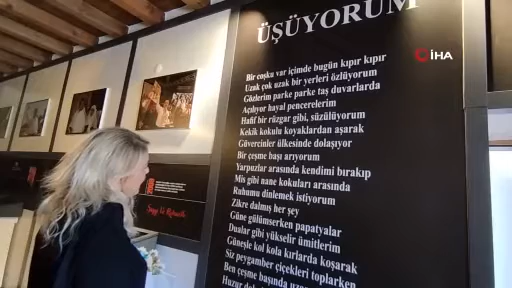 ÜŞÜYORUM
İHA
Bir coşku var içimde bugün kıpır kıpır
Uzak çok uzak bir yerleri özlüyorum
Gözlerim parke parke taş duvarlarda
Açılıyor hayal pencerelerim
Hafif bir rüzgar gibi, süzülüyorum
Kekik kokulu koyaklardan aşarak
Güvercinler ülkesinde dolaşıyor
Bir çeşme başı arıyorum
Yarpuzlar arasında kendimi bırakıp
Mis gibi nane kokuları arasında
Ruhumu dinlemek istiyorum
Zikre dalmış her şey
Güne gülümserken papatyalar
Dualar gibi yükselir ümitlerim
Güneşle kol kola kırlarda koşarak
Siz peygamber çiçekleri toplarken
Ben çeşme başında
Huzur